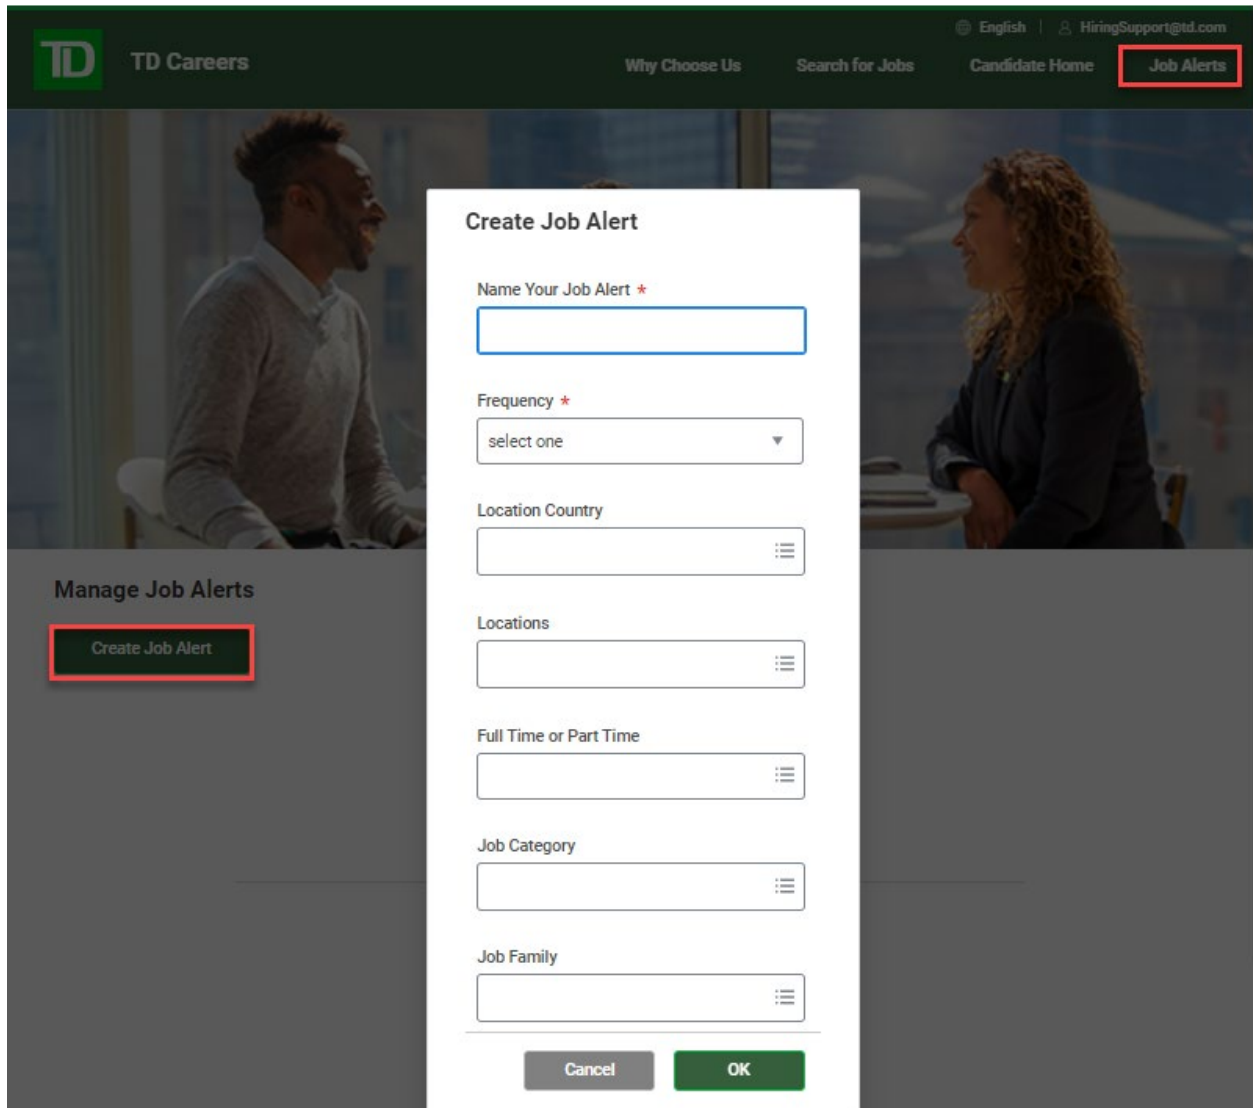 English | HiringSupport@td.com
TD TD Careers Why Choose Us Search for Jobs Candidate Home Job Alerts
Create Job Alert
Name Your Job Alert *
Frequency *
select one
Location Country
Manage Job Alerts
Create Job Alert
Locations
Full Time or Part Time
Job Category
Job Family
Cancel OK